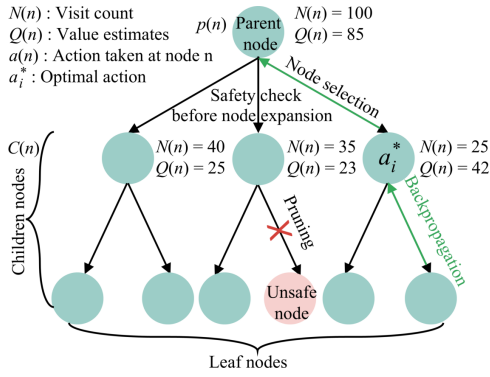 N(n) : Visit count
Q(n) : Value estimates
a(n) : Action taken at node n
a_i^* : Optimal action
p(n)
Parent
node
N(n) = 100
Q(n) = 85
Node selection
Safety check
before node expansion
C(n)
N(n) = 40
Q(n) = 25
N(n) = 35
Q(n) = 23
a_i^*
N(n) = 25
Q(n) = 42
Children nodes
Pruning
Backpropagation
Unsafe
node
Leaf nodes